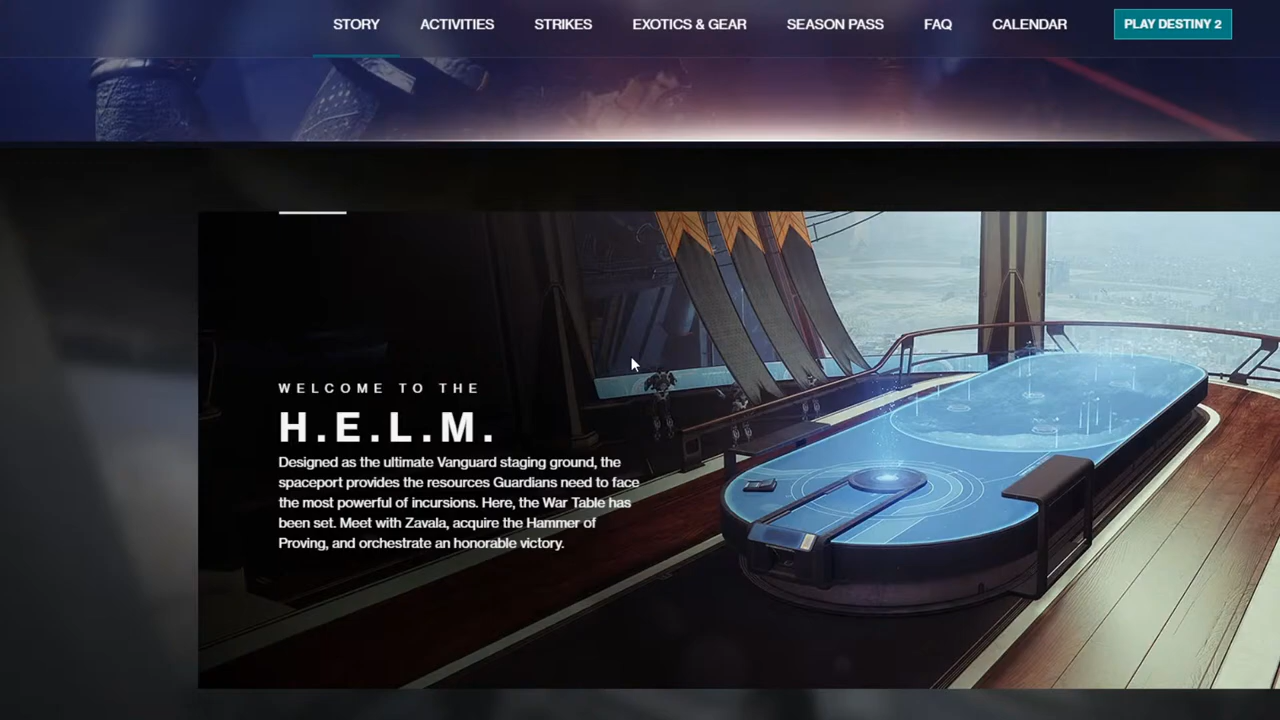 STORY ACTIVITIES STRIKES EXOTICS & GEAR SEASON PASS FAQ CALENDAR PLAY DESTINY 2
WELCOME TO THE
H.E.L.M.
Designed as the ultimate Vanguard staging ground, the
spaceport provides the resources Guardians need to face
the most powerful of incursions. Here, the War Table has
been set. Meet with Zavala, acquire the Hammer of
Proving, and orchestrate an honorable victory.